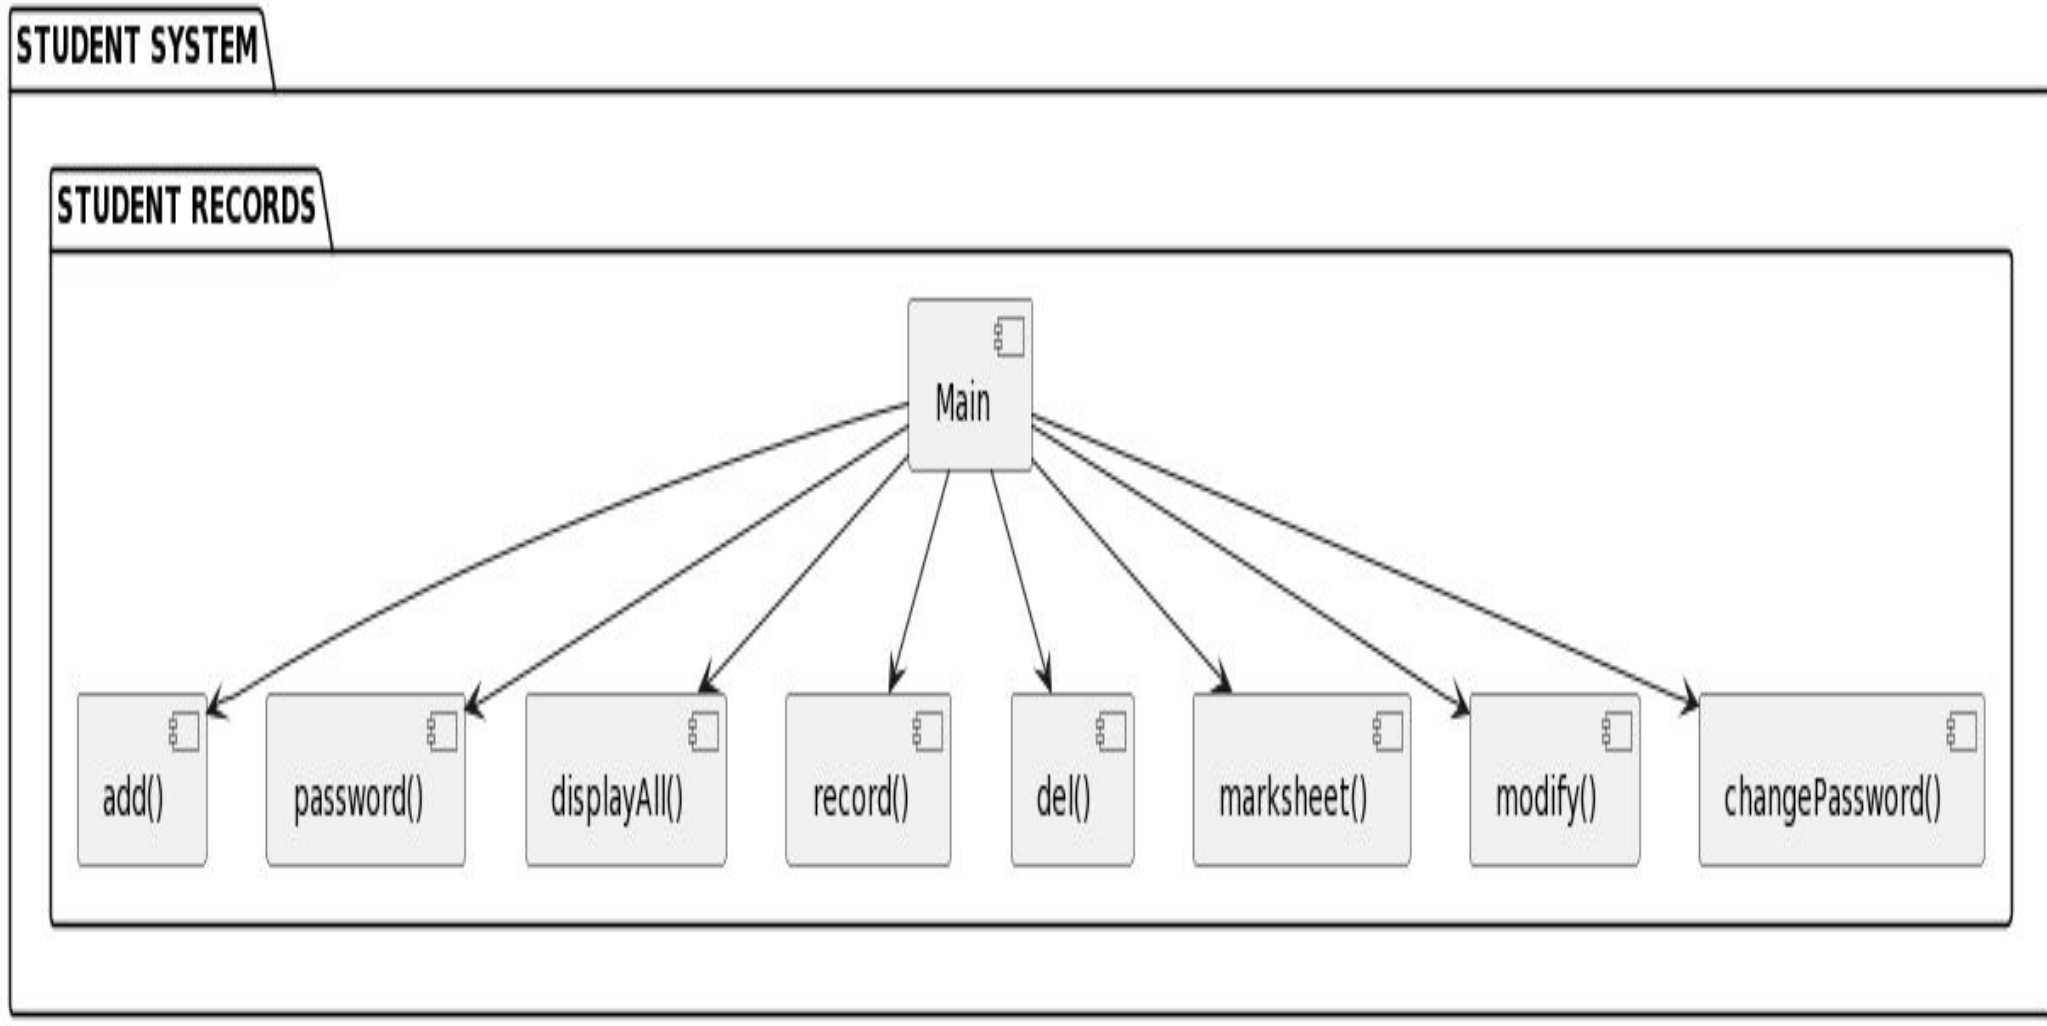 STUDENT SYSTEM
STUDENT RECORDS
Main
add()
password()
displayAll()
record()
del()
marksheet()
modify()
changePassword()